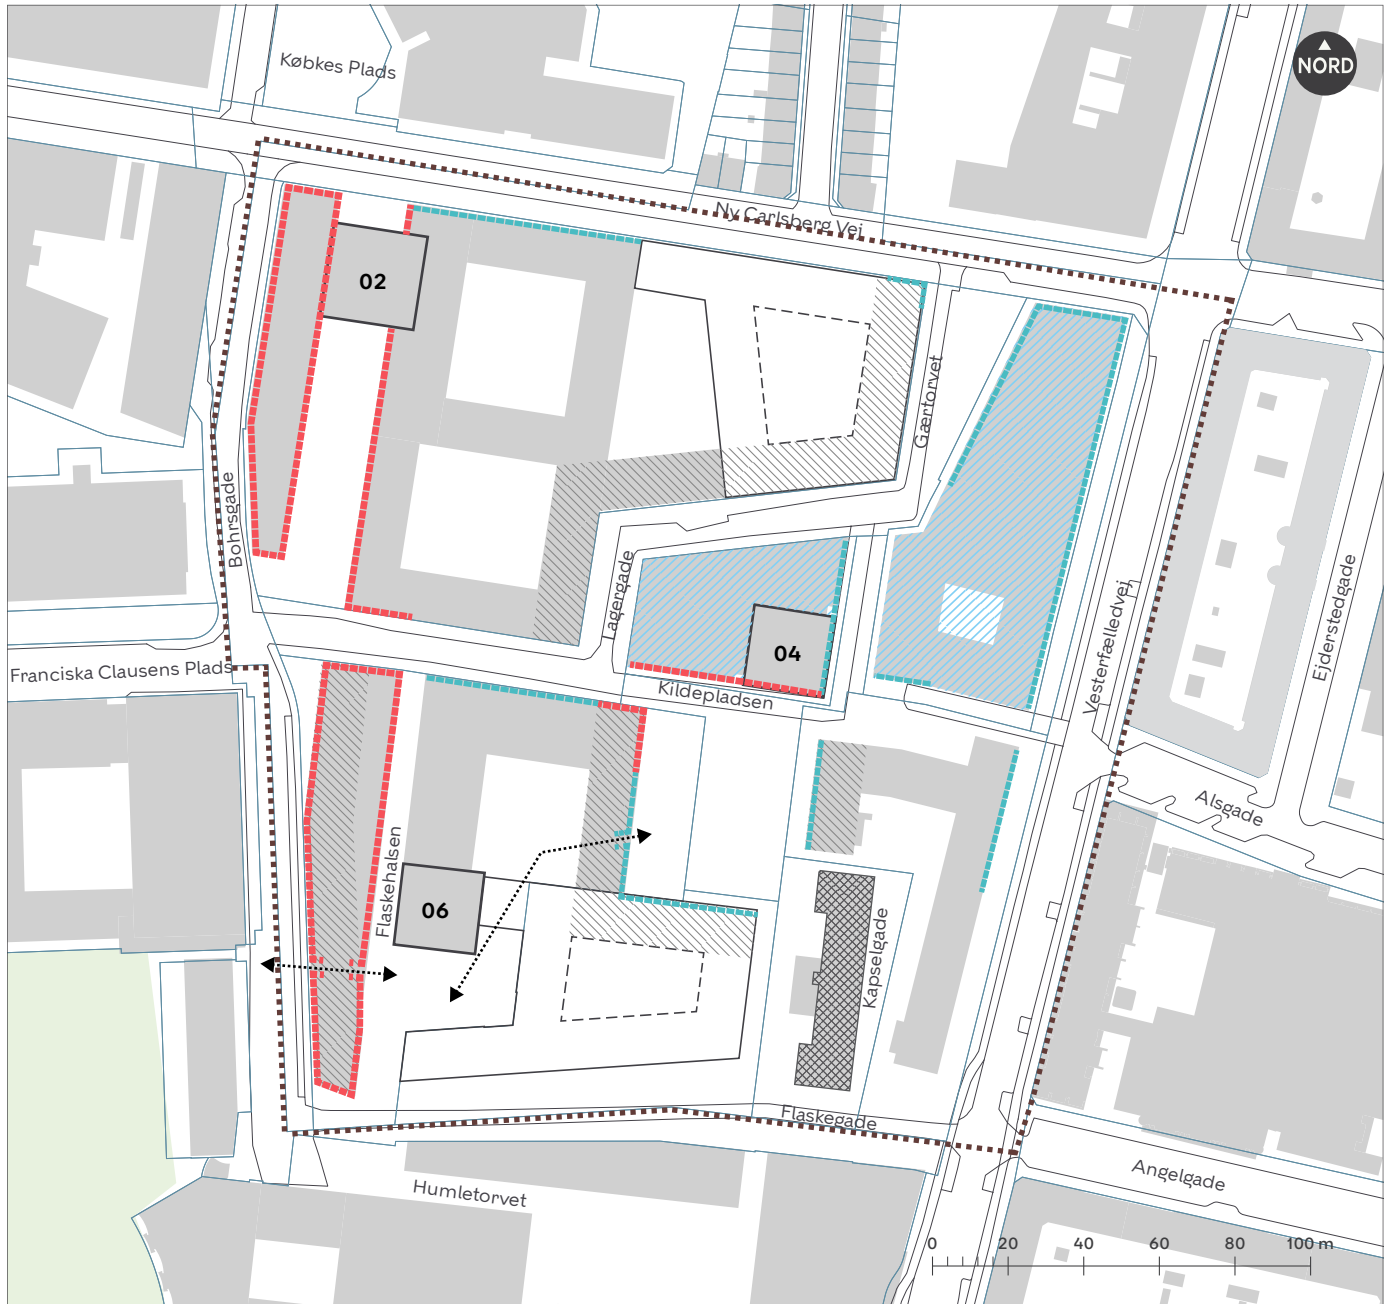 Købkes Plads
NORD
Ny Carlsberg Vej
02
Gærtorvet
Bohrsgade
Lagergade
04
Vesterfælledvej
Ejderstedgade
Franciska Clausens Plads
Kildepladsen
Alsgade
Flaskehalsen
06
Kapselgade
Flaskegade
Angelgade
Humletorvet
0 20 40 60 80 100 m